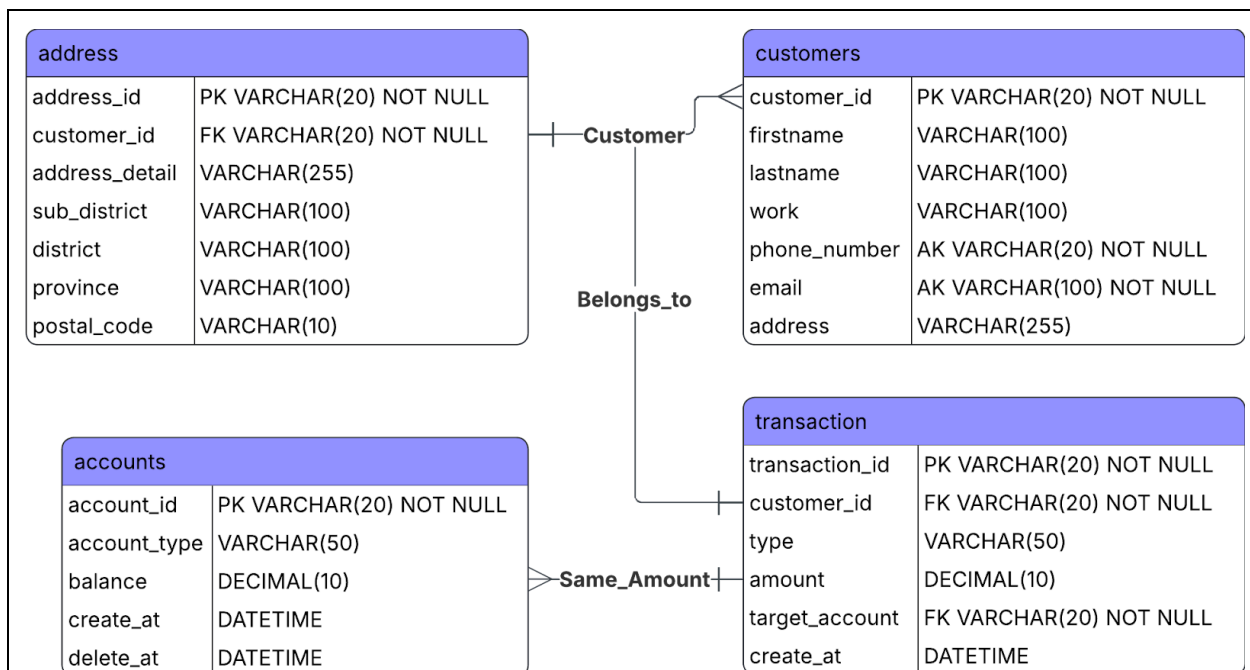 address
address_id PK VARCHAR(20) NOT NULL
customer_id FK VARCHAR(20) NOT NULL
address_detail VARCHAR(255)
sub_district VARCHAR(100)
district VARCHAR(100)
province VARCHAR(100)
postal_code VARCHAR(10)
Customer
customers
customer_id PK VARCHAR(20) NOT NULL
firstname VARCHAR(100)
lastname VARCHAR(100)
work VARCHAR(100)
phone_number AK VARCHAR(20) NOT NULL
email AK VARCHAR(100) NOT NULL
address VARCHAR(255)
Belongs_to
accounts
account_id PK VARCHAR(20) NOT NULL
account_type VARCHAR(50)
balance DECIMAL(10)
create_at DATETIME
delete_at DATETIME
Same_Amount
transaction
transaction_id PK VARCHAR(20) NOT NULL
customer_id FK VARCHAR(20) NOT NULL
type VARCHAR(50)
amount DECIMAL(10)
target_account FK VARCHAR(20) NOT NULL
create_at DATETIME